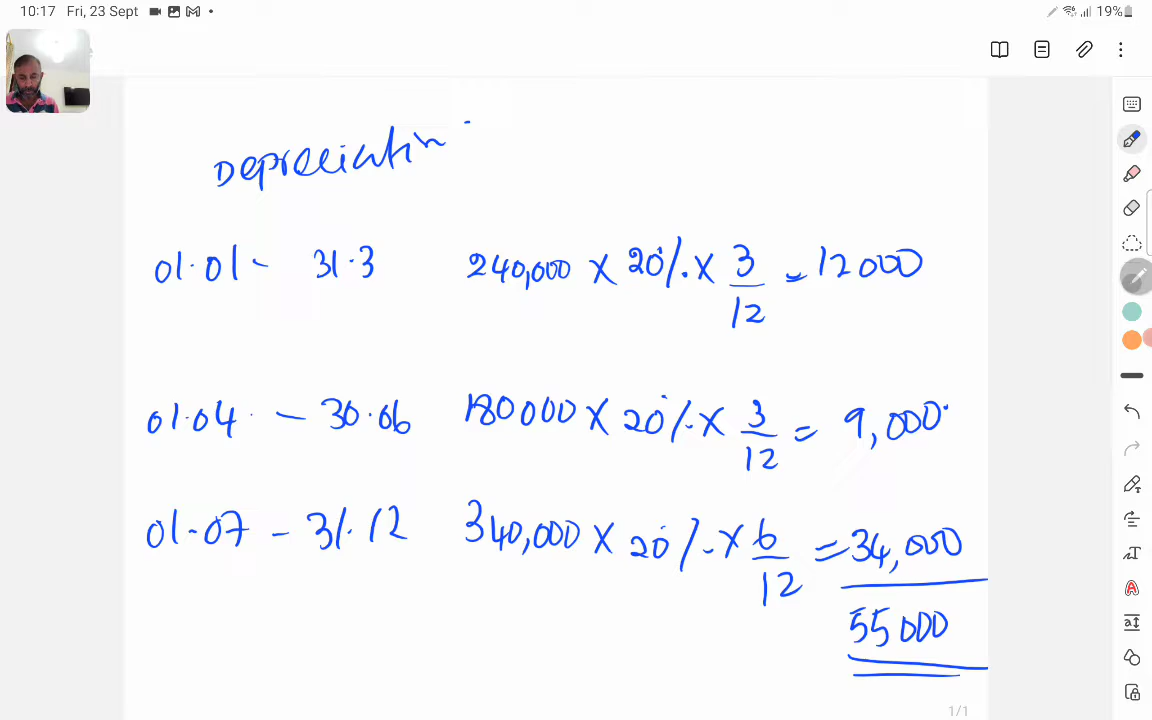 10:17 Fri, 23 Sept 19%
Depreciation
01.01 - 31.3 240,000 X 20% X 3/12 = 12000
01.04 - 30.06 180000 X 20% X 3/12 = 9,000
01.07 - 31.12 340,000 X 20% X 6/12 = 34,000
55000
1/1